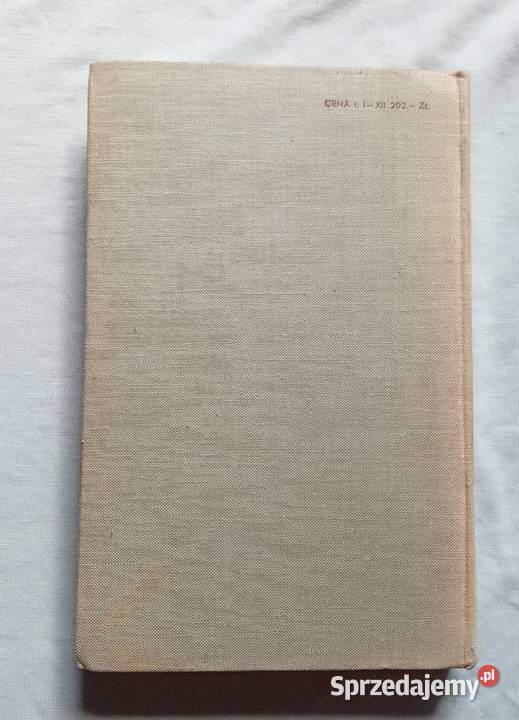 CENA t. I–XII 202.– ZŁ
Sprzedajemy.pl